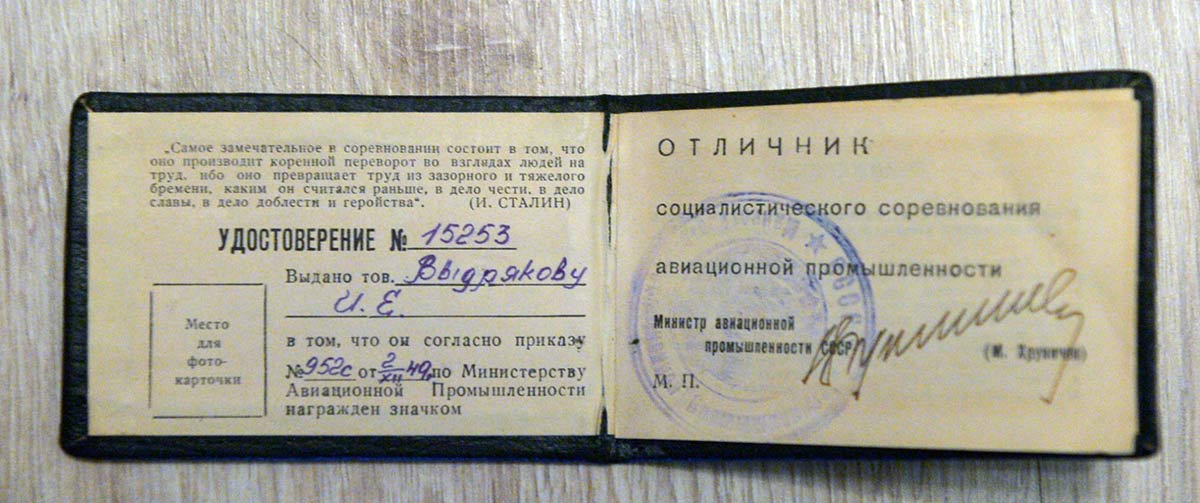 „Самое замечательное в соревновании состоит в том, что
оно производит коренной переворот во взглядах людей на
труд, ибо оно превращает труд из зазорного и тяжелого
бремени, каким он считался раньше, в дело чести, в дело
славы, в дело доблести и геройства“. (И. СТАЛИН)
УДОСТОВЕРЕНИЕ № 15253
Выдано тов. Выдрякову
И. Е.
Место
для
фото-
карточки
в том, что он согласно приказу
№ 952с от 2/XII 49г. по Министерству
Авиационной Промышленности
награжден значком
ОТЛИЧНИК
социалистического соревнования
авиационной промышленности
Министр авиационной
промышленности СССР
(М. Хруничев)
М. П.
СССР